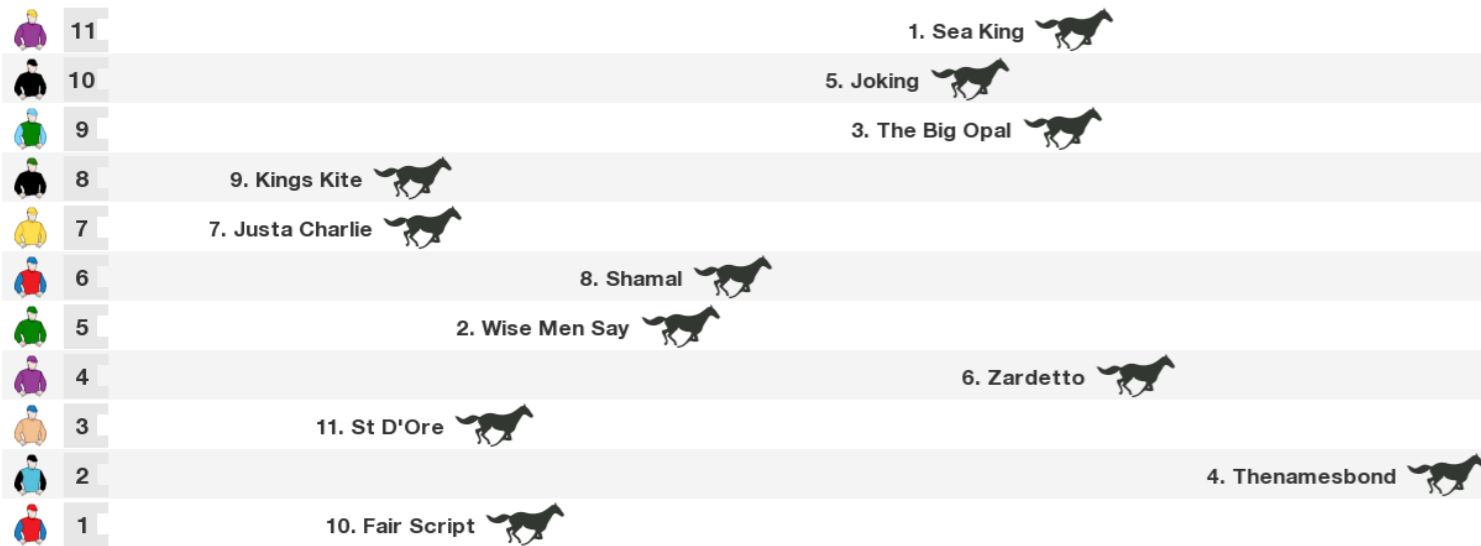 11 1. Sea King
10 5. Joking
9 3. The Big Opal
8 9. Kings Kite
7 7. Justa Charlie
6 8. Shamal
5 2. Wise Men Say
4 6. Zardetto
3 11. St D'Ore
2 4. Thenamesbond
1 10. Fair Script